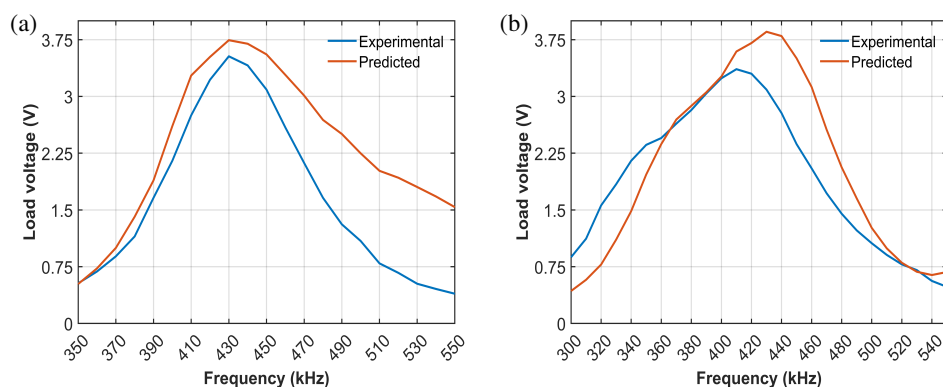 (a)
3.75
3
2.25
1.5
0.75
0
Load voltage (V)
Experimental
Predicted
350 370 390 410 430 450 470 490 510 530 550
Frequency (kHz)
(b)
3.75
3
2.25
1.5
0.75
0
Load voltage (V)
Experimental
Predicted
300 320 340 360 380 400 420 440 460 480 500 520 540
Frequency (kHz)